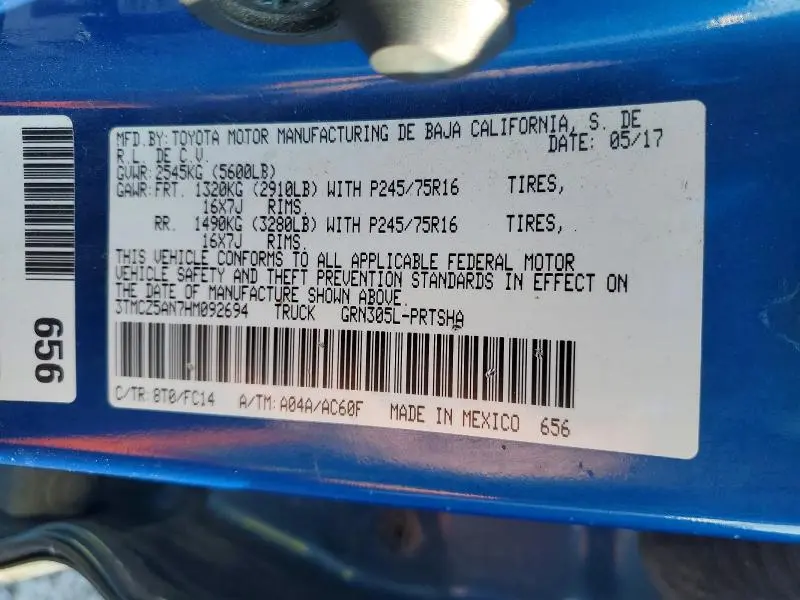 MFD.BY:TOYOTA MOTOR MANUFACTURING DE BAJA CALIFORNIA, S. DE
R.L. DE C.V.
DATE: 05/17
GVWR:2545KG (5600LB)
GAWR:FRT. 1320KG (2910LB) WITH P245/75R16 TIRES,
16X7J RIMS.
RR. 1490KG (3280LB) WITH P245/75R16 TIRES,
16X7J RIMS.
THIS VEHICLE CONFORMS TO ALL APPLICABLE FEDERAL MOTOR
VEHICLE SAFETY AND THEFT PREVENTION STANDARDS IN EFFECT ON
THE DATE OF MANUFACTURE SHOWN ABOVE.
3TMCZ5AN7HM092694 TRUCK GRN305L-PRTSHA
C/TR:8T0/FC14 A/TM:A04A/AC60F MADE IN MEXICO 656
656